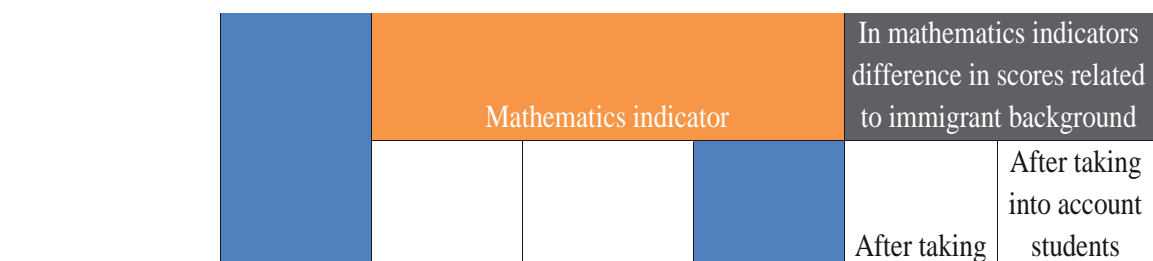 In mathematics indicators
difference in scores related
to immigrant background
Mathematics indicator
After taking
After taking
into account
students